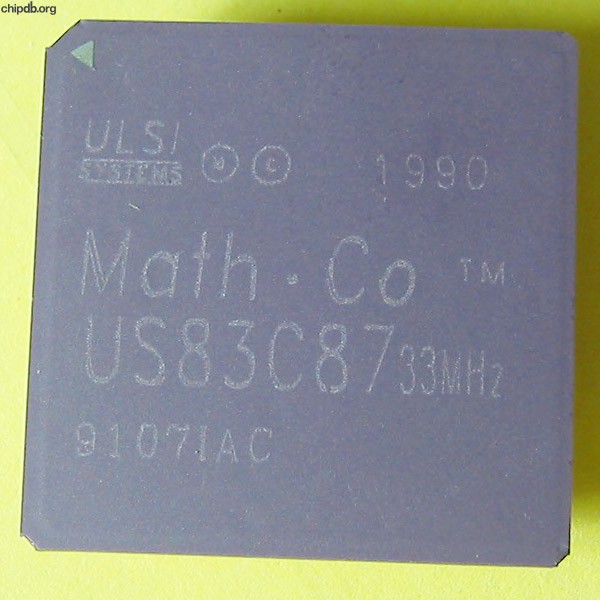 chipdb.org
ULSI
SYSTEMS Ⓜ Ⓒ 1990
Math·Co ™
US83C87 33MHz
9107IAC